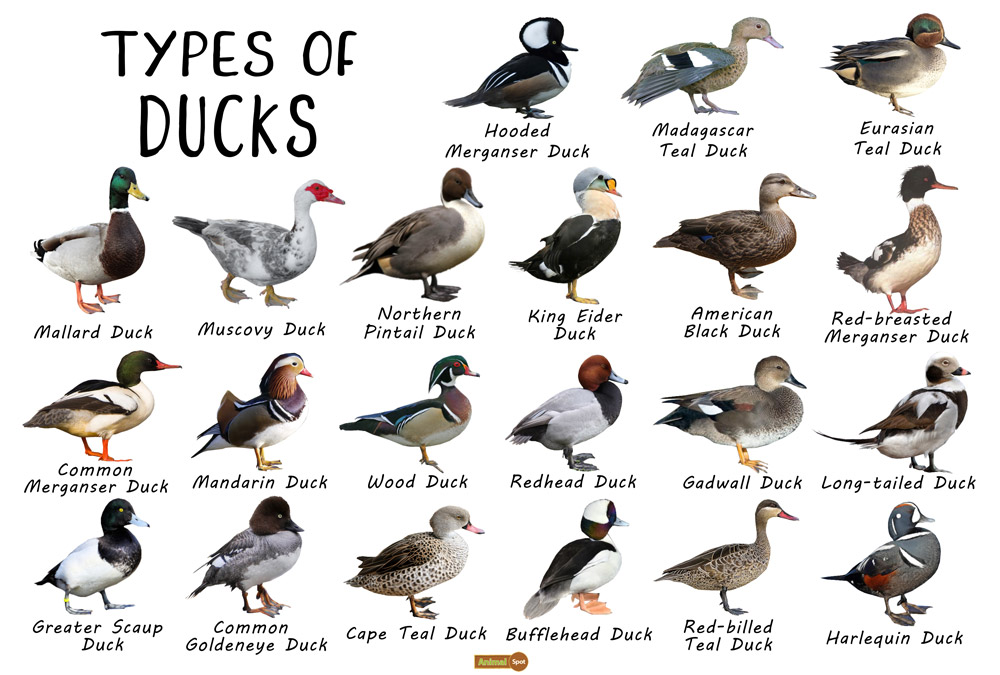 TYPES OF
DUCKS
Hooded
Merganser Duck
Madagascar
Teal Duck
Eurasian
Teal Duck
Mallard Duck
Muscovy Duck
Northern
Pintail Duck
King Eider
Duck
American
Black Duck
Red-breasted
Merganser Duck
Common
Merganser Duck
Mandarin Duck
Wood Duck
Redhead Duck
Gadwall Duck
Long-tailed Duck
Greater Scaup
Duck
Common
Goldeneye Duck
Cape Teal Duck
Bufflehead Duck
Red-billed
Teal Duck
Harlequin Duck
Animal Spot